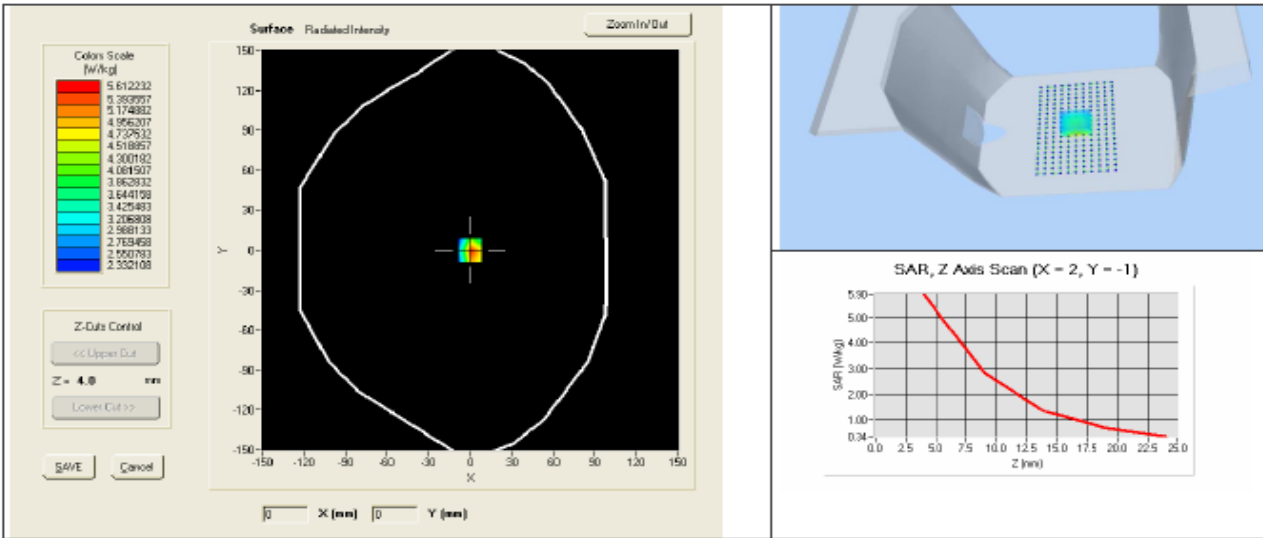 Surface Radiated Intensity
Zoom In/Out
Colors Scale
[W/kg]
5.612232
5.393557
5.174882
4.956207
4.737532
4.518857
4.300182
4.081507
3.862832
3.644158
3.425483
3.206808
2.988133
2.769458
2.550783
2.332108
Z-Cuts Control
<< Upper Cut
Z = 4.0 mm
Lower Cut >>
SAVE Cancel
150
120
90
60
30
0
-30
-60
-90
-120
-150
Y
-150 -120 -90 -60 -30 0 30 60 90 120 150
X
0 X (mm) 0 Y (mm)
SAR, Z Axis Scan (X = 2, Y = -1)
5.90
5.00
4.00
3.00
2.00
1.00
0.34
SAR (W/kg)
0.0 2.5 5.0 7.5 10.0 12.5 15.0 17.5 20.0 22.5 25.0
Z (mm)